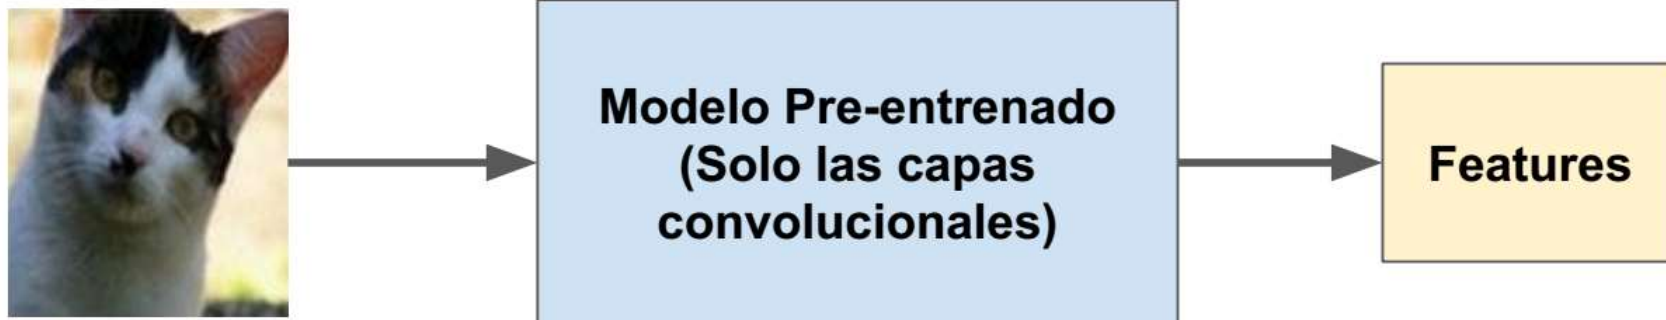 Modelo Pre-entrenado
(Solo las capas
convolucionales)
Features